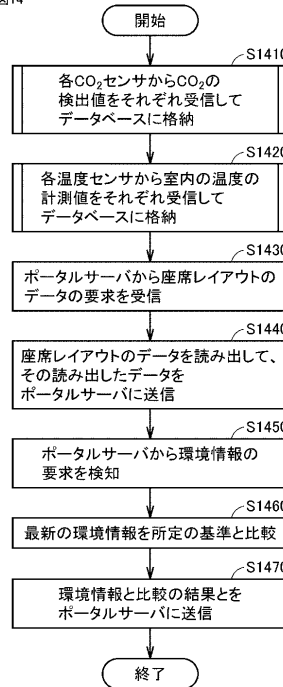 図14
開始
S1410
各CO₂センサからCO₂の
検出値をそれぞれ受信して
データベースに格納
S1420
各温度センサから室内の温度の
計測値をそれぞれ受信して
データベースに格納
S1430
ポータルサーバから座席レイアウトの
データの要求を受信
S1440
座席レイアウトのデータを読み出して、
その読み出したデータを
ポータルサーバに送信
S1450
ポータルサーバから環境情報の
要求を検知
S1460
最新の環境情報を所定の基準と比較
S1470
環境情報と比較の結果とを
ポータルサーバに送信
終了